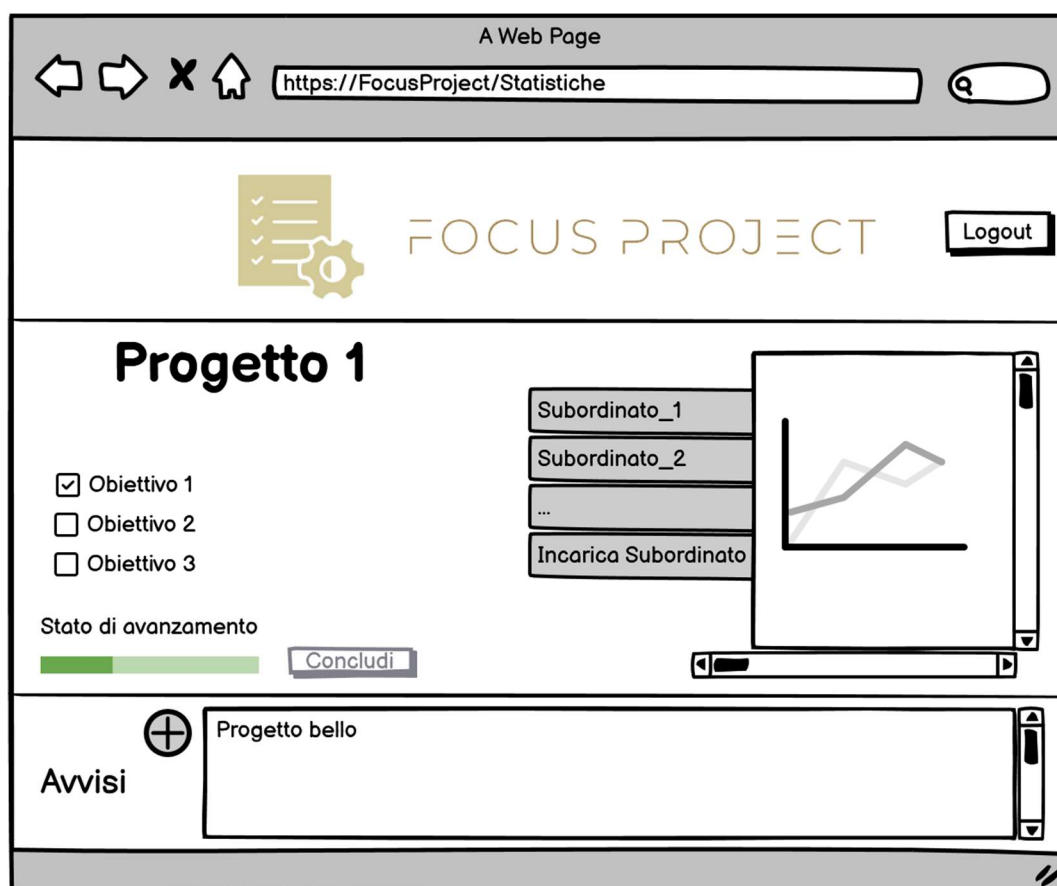 A Web Page
https://FocusProject/Statistiche
FOCUS PROJECT
Logout
Progetto 1
Obiettivo 1
Obiettivo 2
Obiettivo 3
Stato di avanzamento
Concludi
Subordinato_1
Subordinato_2
...
Incarica Subordinato
Avvisi
Progetto bello